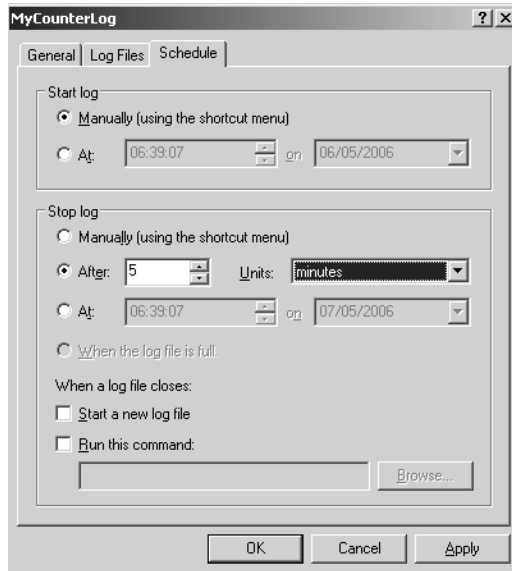 MyCounterLog
General Log Files Schedule
Start log
Manually (using the shortcut menu)
At: 06:39:07 on 06/05/2006
Stop log
Manually (using the shortcut menu)
After: 5 Units: minutes
At: 06:39:07 on 07/05/2006
When the log file is full.
When a log file closes:
Start a new log file
Run this command:
Browse...
OK Cancel Apply